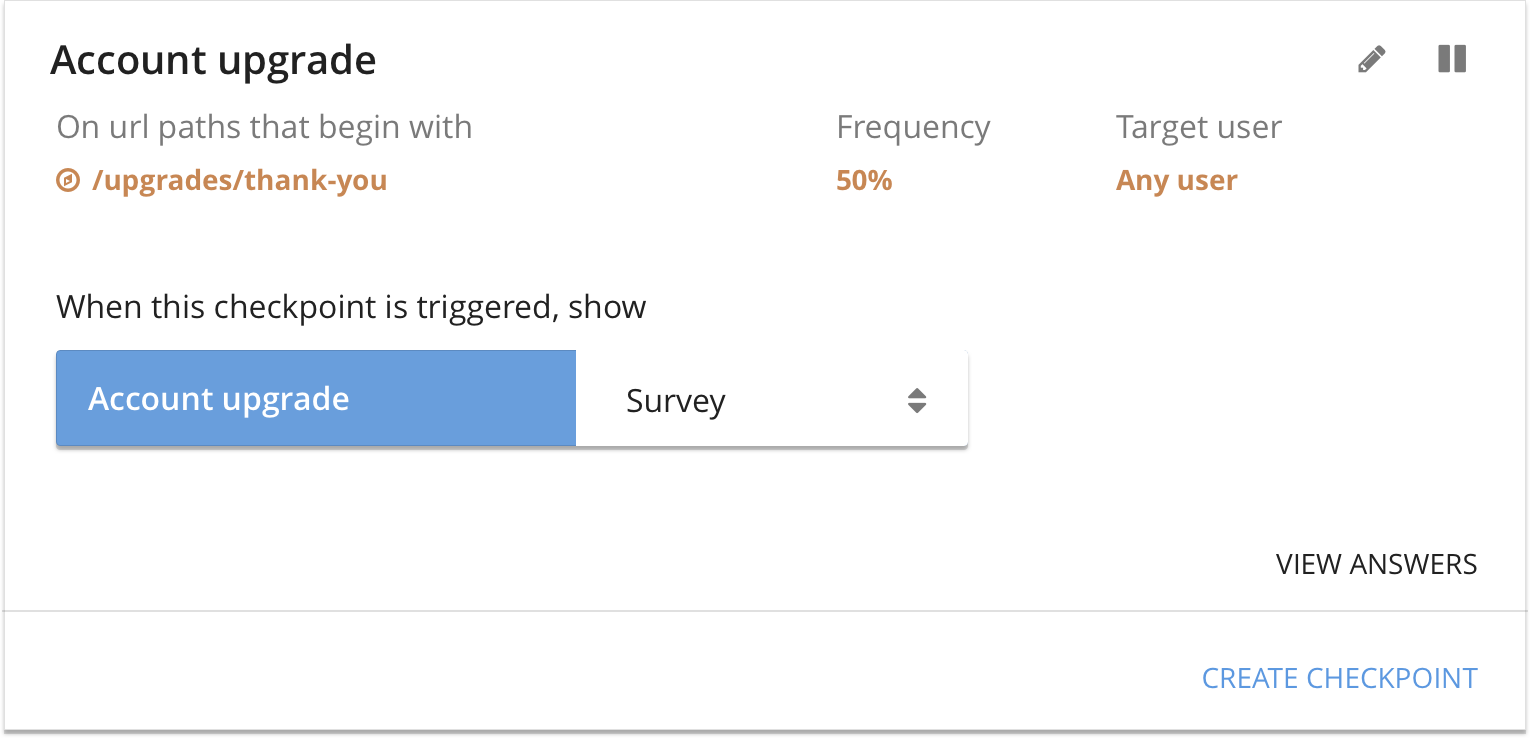 Account upgrade
On url paths that begin with
/upgrades/thank-you
Frequency
50%
Target user
Any user
When this checkpoint is triggered, show
Account upgrade
Survey
VIEW ANSWERS
CREATE CHECKPOINT